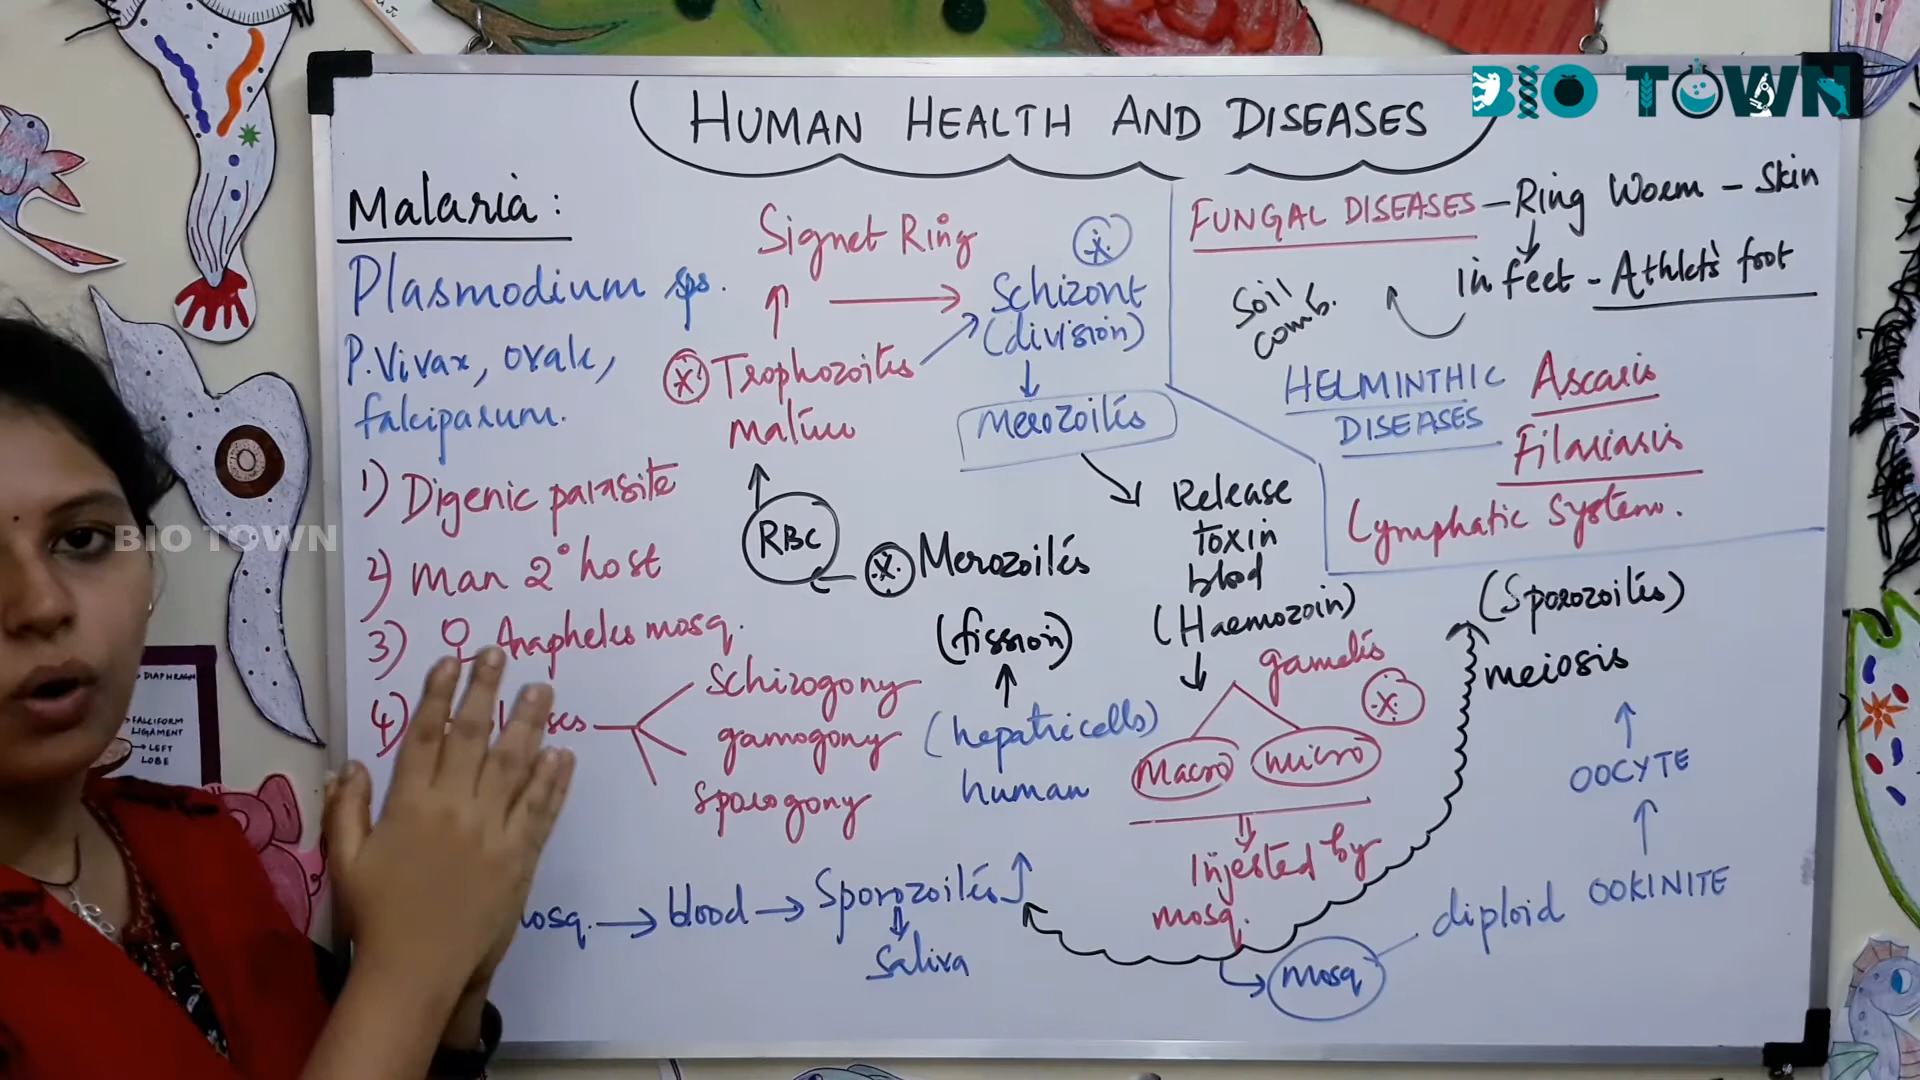 BIO TOWN
HUMAN HEALTH AND DISEASES
Malaria:
Plasmodium sps.
P.Vivax, ovale,
falciparum.
1) Digenic parasite
2) Man 2° host
3) ♀ Anapheles mosq.
4)
Schizogony
gamogony
Sporogony
Signet Ring
Trophozoites
Schizont
(division)
Merozoites
RBC
Merozoites
(fission)
(hepatic cells)
human
mosq. → blood → Sporozoites
Saliva
Release
toxin
blood
(Haemozoin)
gametes
Macro micro
Injested by
mosq.
mosq
diploid OOKINITE
OOCYTE
meiosis
(Sporozoites)
FUNGAL DISEASES - Ring Worm - Skin
in feet - Athlet's foot
Soil
comb.
HELMINTHIC
DISEASES
Ascaris
Filariasis
Lymphatic System.
BIO TOWN
DIAPHRAGM
FALCIFORM
LIGAMENT
LEFT
LOBE